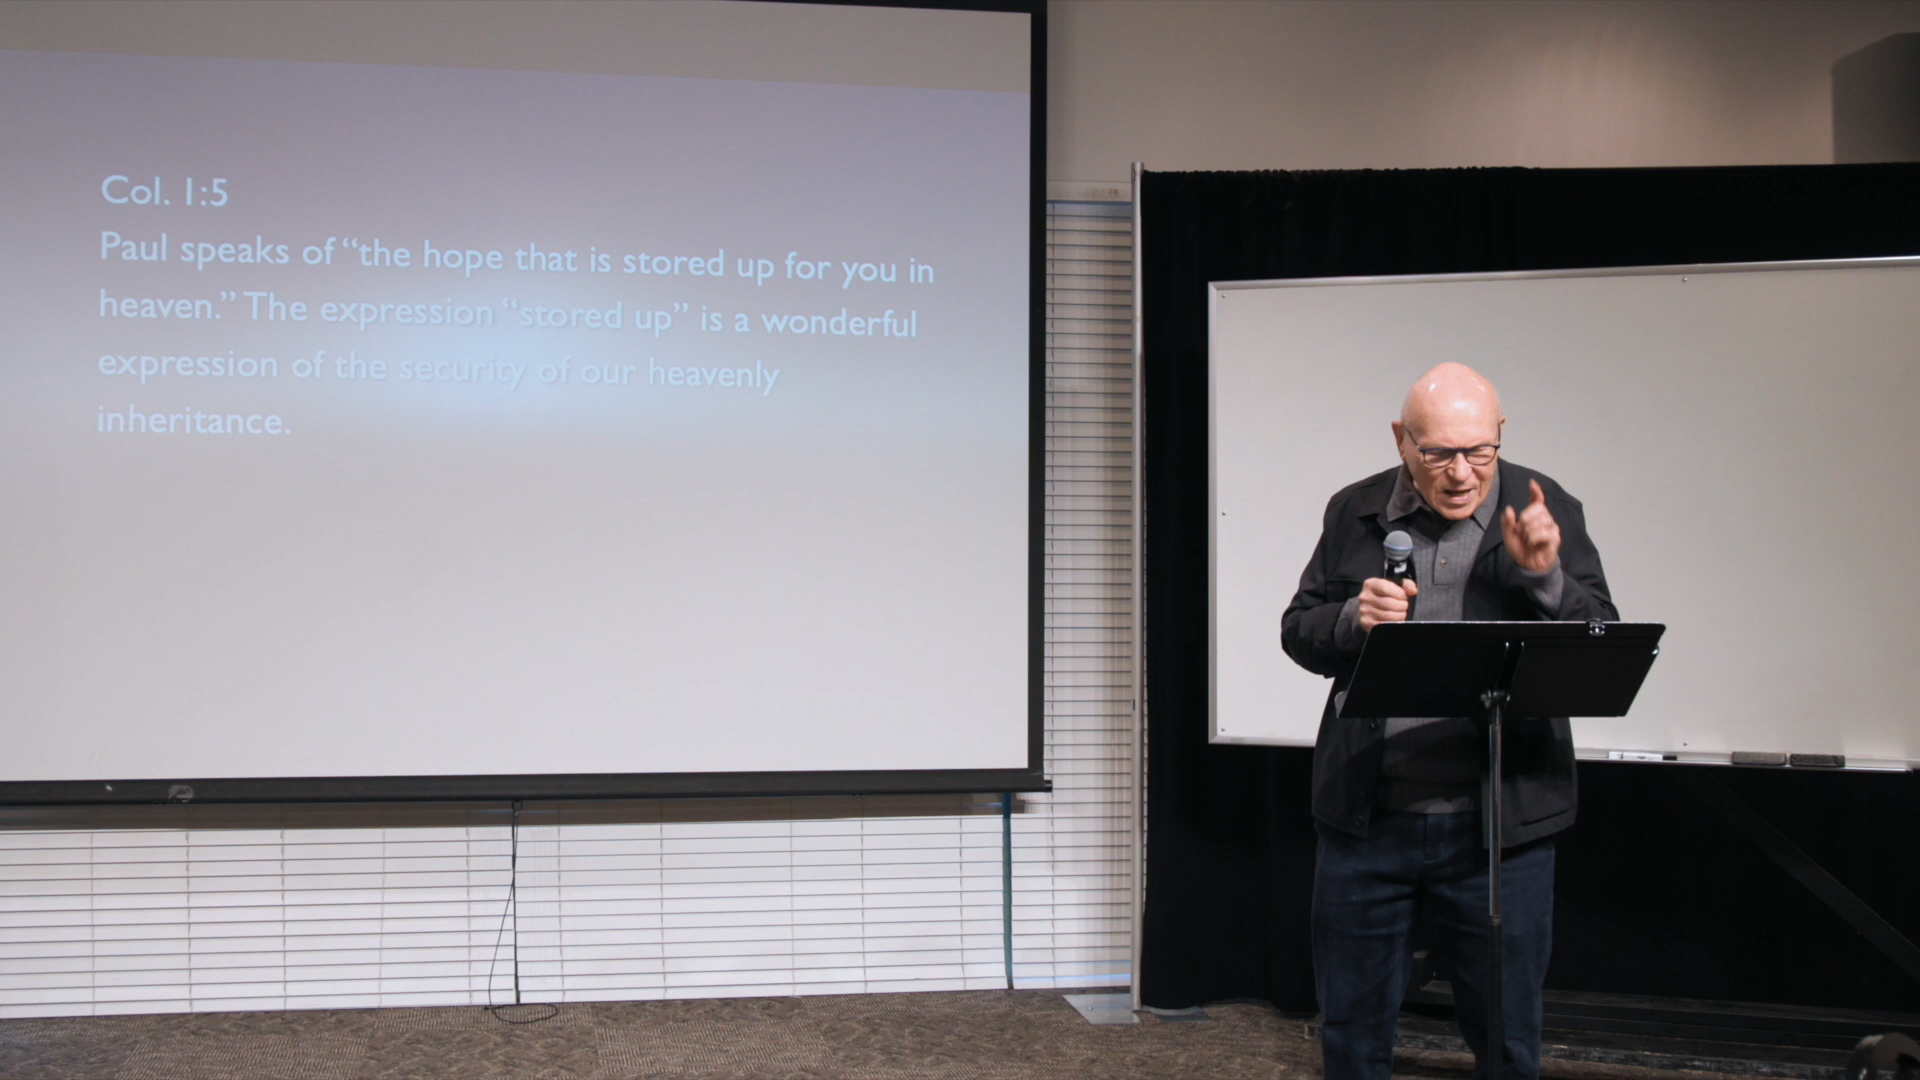 Col. 1:5
Paul speaks of “the hope that is stored up for you in
heaven.” The expression “stored up” is a wonderful
expression of the security of our heavenly
inheritance.